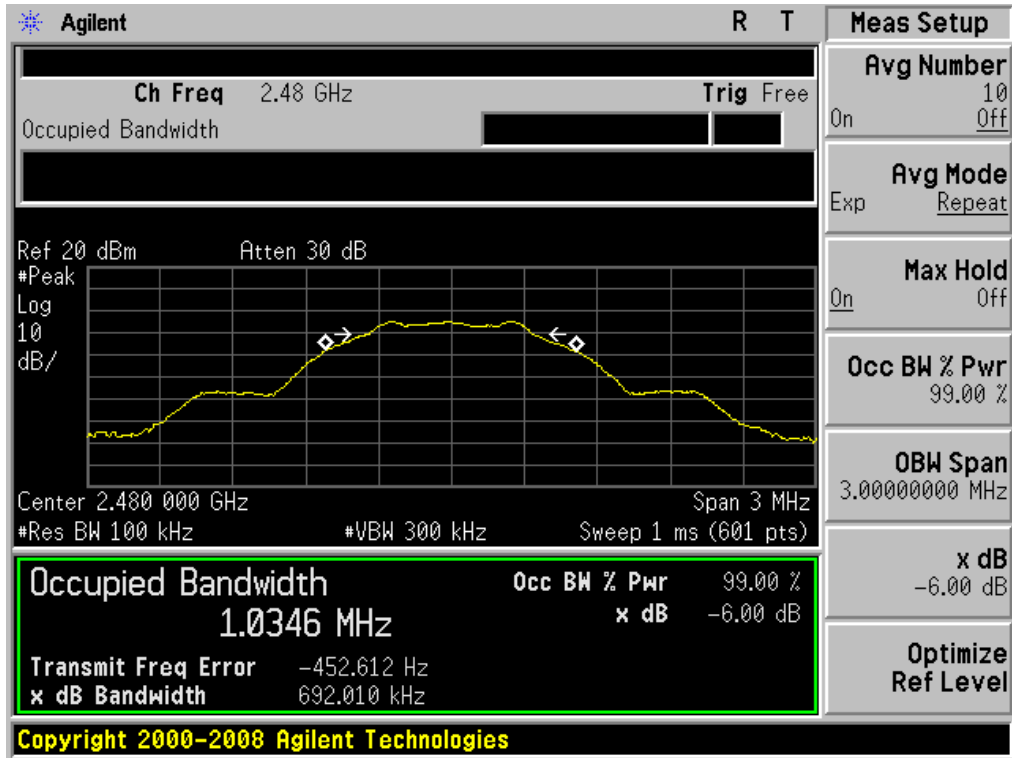 Agilent R T
Meas Setup
Ch Freq 2.48 GHz Trig Free
Occupied Bandwidth
Avg Number
10
On Off
Avg Mode
Exp Repeat
Max Hold
On Off
Occ BW % Pwr
99.00 %
OBW Span
3.00000000 MHz
x dB
-6.00 dB
Optimize
Ref Level
Ref 20 dBm Atten 30 dB
#Peak
Log
10
dB/
Center 2.480 000 GHz Span 3 MHz
#Res BW 100 kHz #VBW 300 kHz Sweep 1 ms (601 pts)
Occupied Bandwidth Occ BW % Pwr 99.00 %
1.0346 MHz x dB -6.00 dB
Transmit Freq Error -452.612 Hz
x dB Bandwidth 692.010 kHz
Copyright 2000-2008 Agilent Technologies